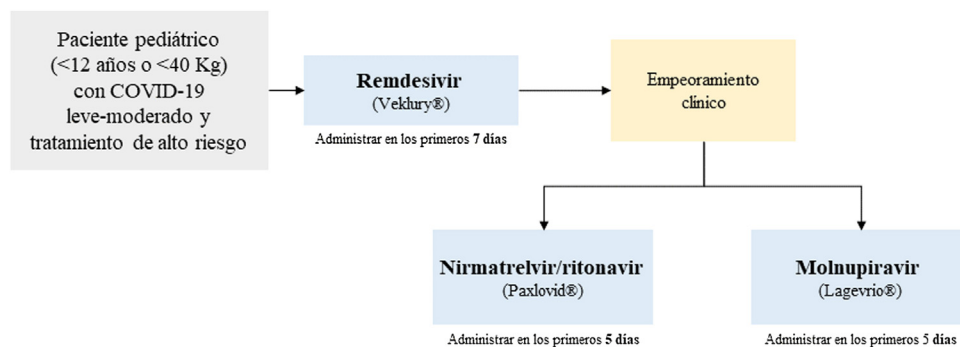 Paciente pediátrico
(<12 años o <40 Kg)
con COVID-19
leve-moderado y
tratamiento de alto riesgo
Remdesivir
(Veklury®)
Administrar en los primeros 7 días
Empeoramiento
clínico
Nirmatrelvir/ritonavir
(Paxlovid®)
Administrar en los primeros 5 días
Molnupiravir
(Lagevrio®)
Administrar en los primeros 5 días